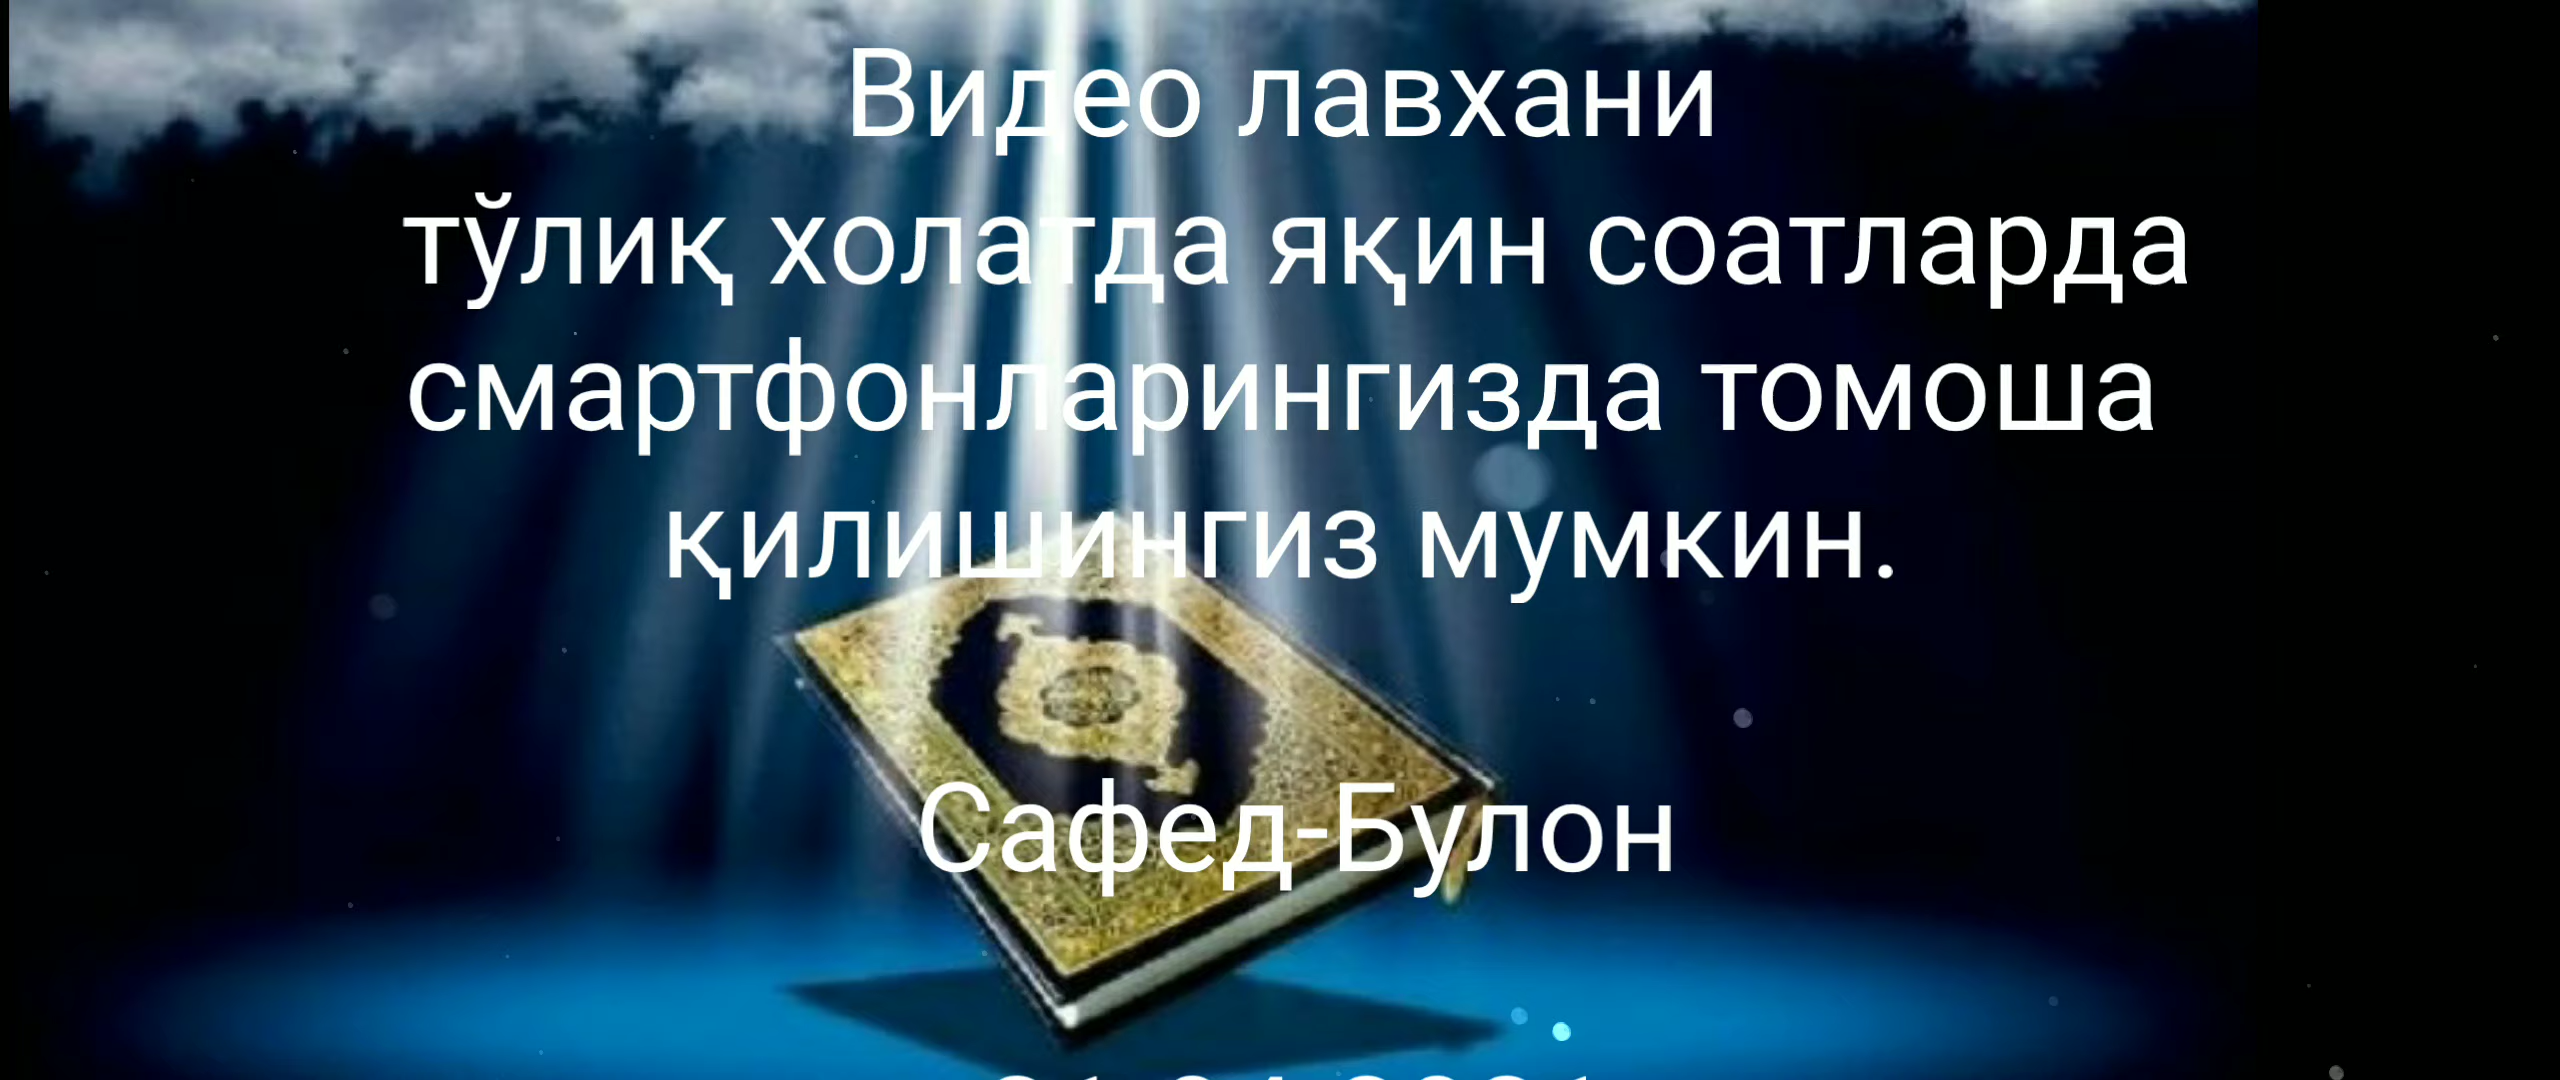 Видео лавхани
тўлиқ холатда яқин соатларда
смартфонларингизда томоша
қилишингиз мумкин.
Сафед-Булон